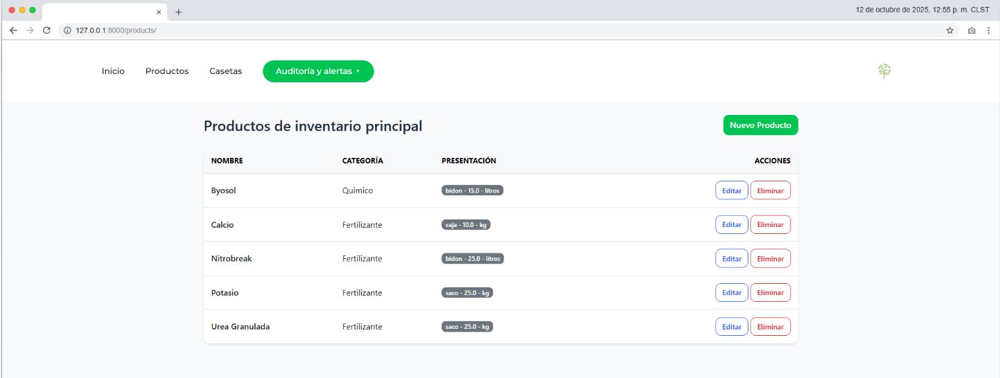 12 de octubre de 2025, 12:55 p. m. CLST
127.0.0.1:8000/products/
Inicio Productos Casetas Auditoría y alertas
Productos de inventario principal Nuevo Producto
NOMBRE CATEGORÍA PRESENTACIÓN ACCIONES
Byosol Quimico bidon - 15.0 - litros Editar Eliminar
Calcio Fertilizante caja - 10.0 - kg Editar Eliminar
Nitrobreak Fertilizante bidon - 25.0 - litros Editar Eliminar
Potasio Fertilizante saco - 25.0 - kg Editar Eliminar
Urea Granulada Fertilizante saco - 25.0 - kg Editar Eliminar